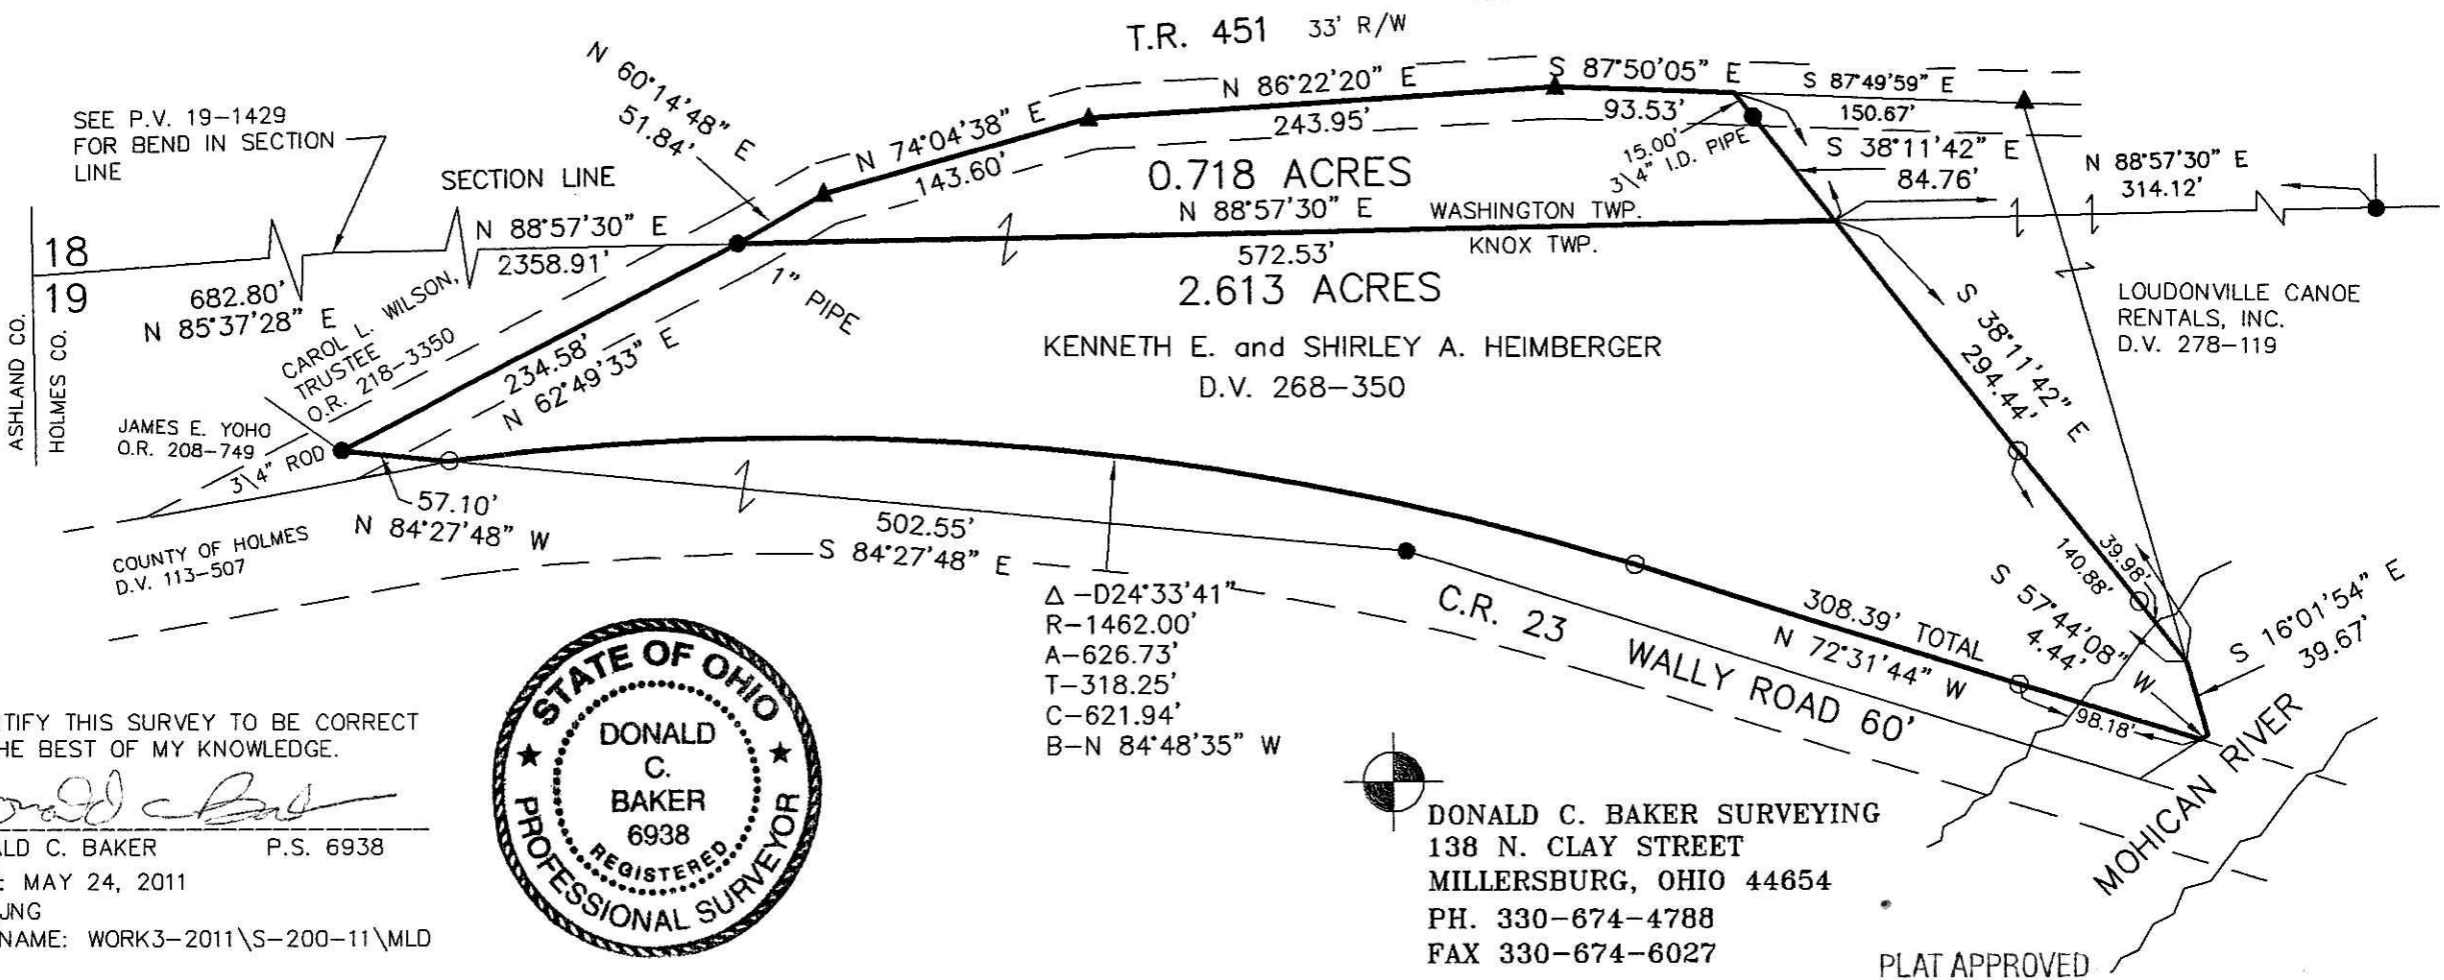 T.R. 451 33' R/W
N 60°14'48" E
51.84'
N 74°04'38" E
143.60'
N 86°22'20" E
243.95'
S 87°50'05" E
93.53'
S 87°49'59" E
150.67'
15.00'
3\4" I.D. PIPE
S 38°11'42" E
84.76'
N 88°57'30" E
314.12'
SEE P.V. 19-1429
FOR BEND IN SECTION
LINE
SECTION LINE
N 88°57'30" E
2358.91'
18
19
682.80'
N 85°37'28" E
ASHLAND CO.
HOLMES CO.
0.718 ACRES
N 88°57'30" E
WASHINGTON TWP.
KNOX TWP.
572.53'
2.613 ACRES
KENNETH E. and SHIRLEY A. HEIMBERGER
D.V. 268-350
1" PIPE
CAROL L. WILSON,
TRUSTEE
O.R. 218-3350
234.58'
N 62°49'33" E
JAMES E. YOHO
O.R. 208-749
3\4" ROD
57.10'
N 84°27'48" W
COUNTY OF HOLMES
D.V. 113-507
502.55'
S 84°27'48" E
LOUDONVILLE CANOE
RENTALS, INC.
D.V. 278-119
S 38°11'42" E
294.44'
39.98'
140.88'
S 57°44'08" W
4.44'
S 16°01'54" E
39.67'
308.39' TOTAL
N 72°31'44" W
98.18'
C.R. 23 WALLY ROAD 60'
MOHICAN RIVER
Δ -D24°33'41"
R-1462.00'
A-626.73'
T-318.25'
C-621.94'
B-N 84°48'35" W
STATE OF OHIO
DONALD
C.
BAKER
6938
REGISTERED
PROFESSIONAL SURVEYOR
TIFY THIS SURVEY TO BE CORRECT
HE BEST OF MY KNOWLEDGE.
ALD C. BAKER P.S. 6938
: MAY 24, 2011
JNG
NAME: WORK3-2011\S-200-11\MLD
DONALD C. BAKER SURVEYING
138 N. CLAY STREET
MILLERSBURG, OHIO 44654
PH. 330-674-4788
FAX 330-674-6027
PLAT APPROVED